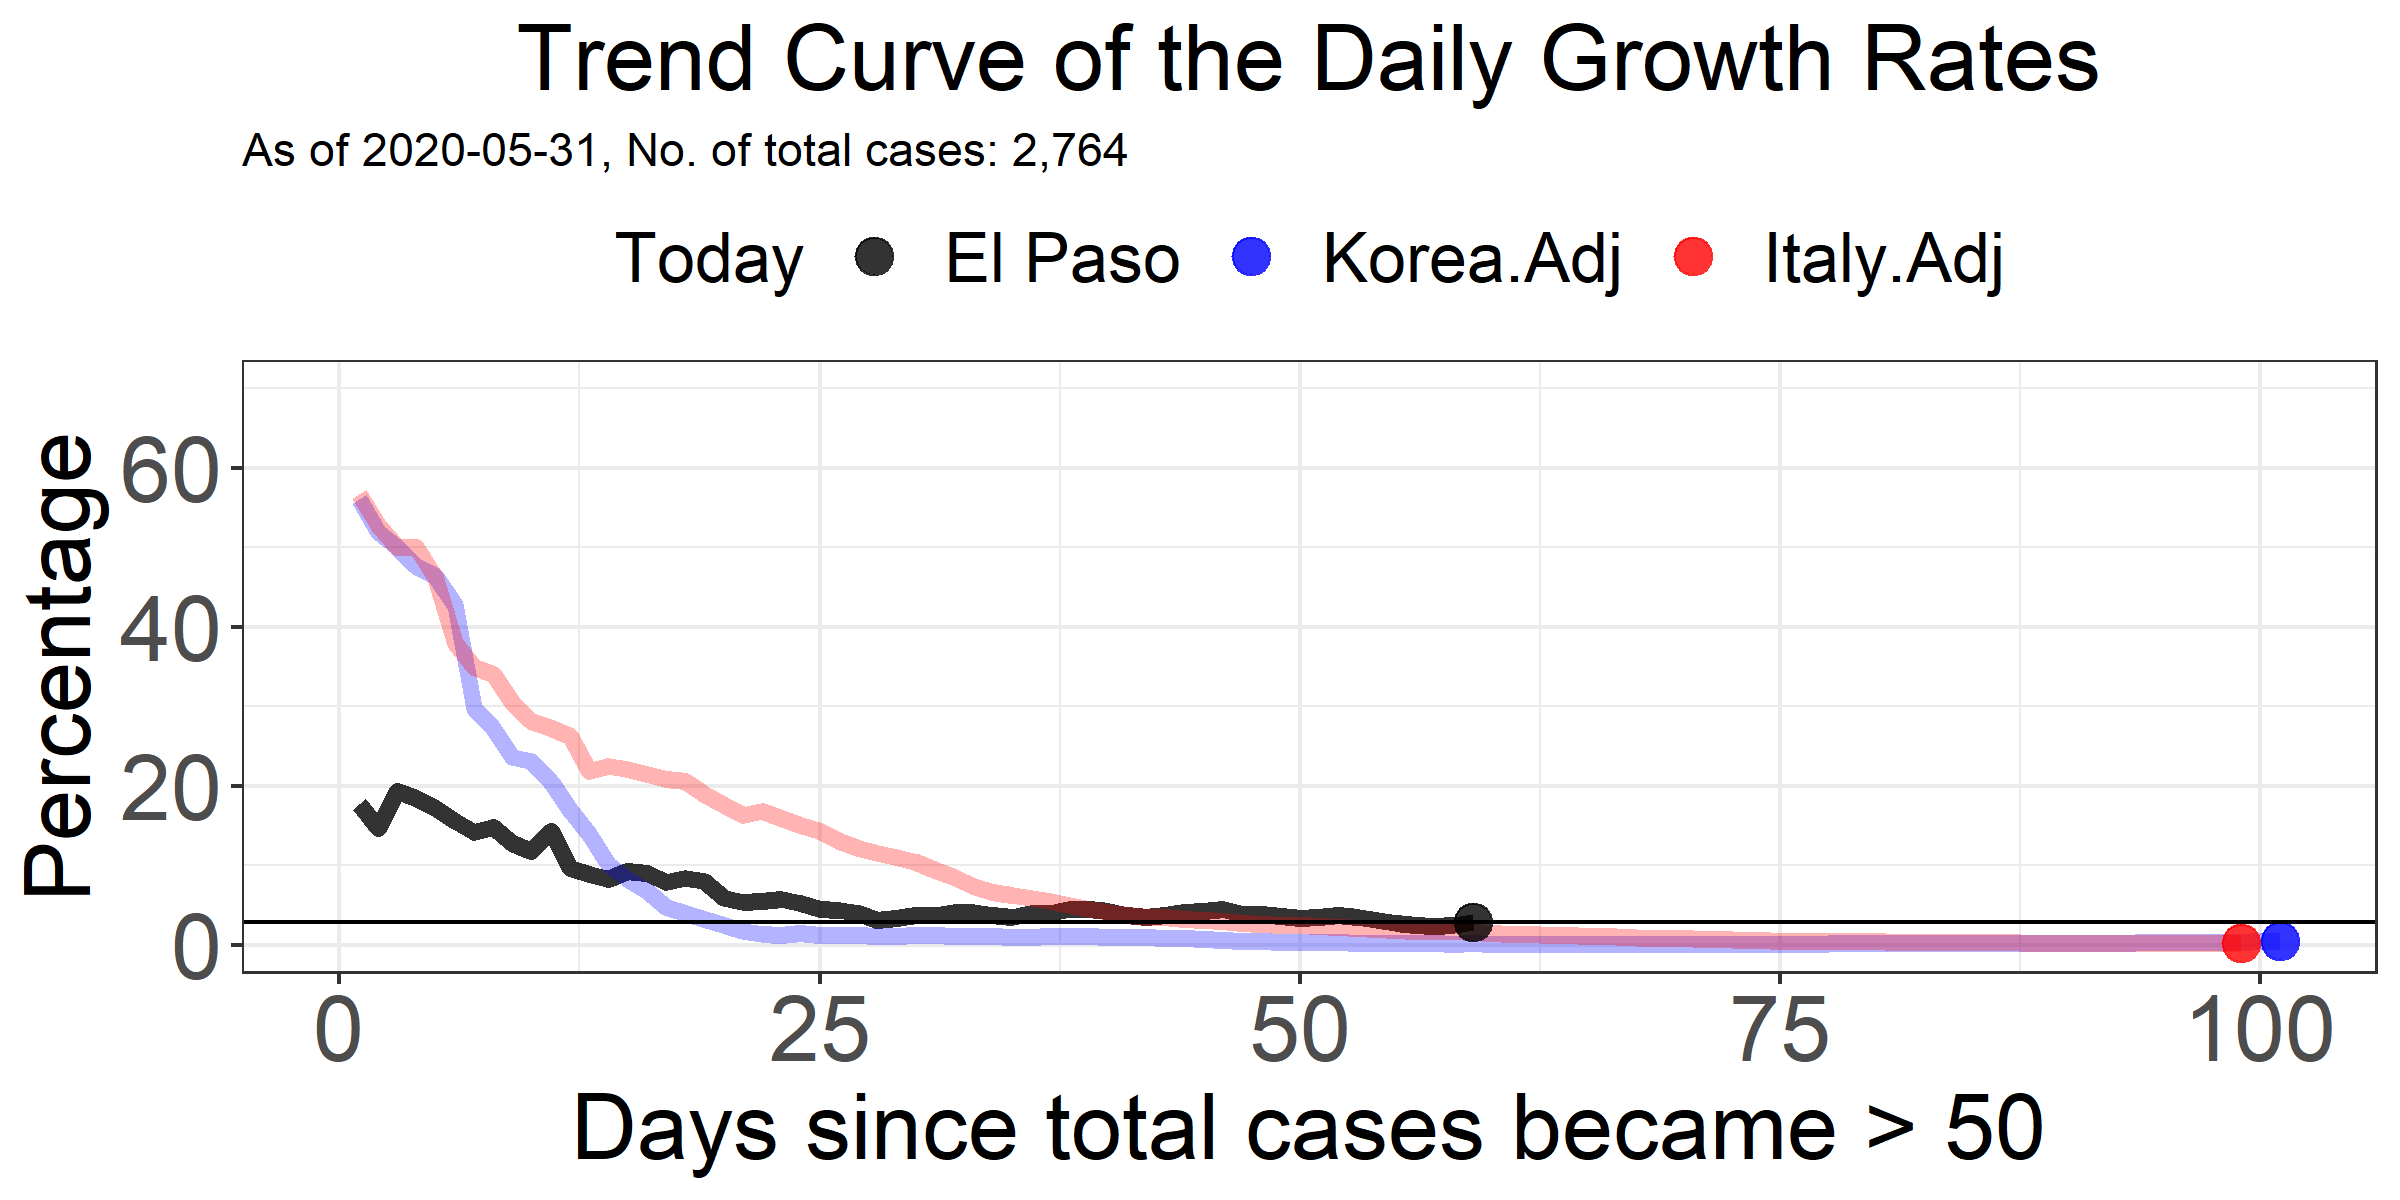 Trend Curve of the Daily Growth Rates
As of 2020-05-31, No. of total cases: 2,764
Today El Paso Korea.Adj Italy.Adj
Percentage
60
40
20
0
0 25 50 75 100
Days since total cases became > 50